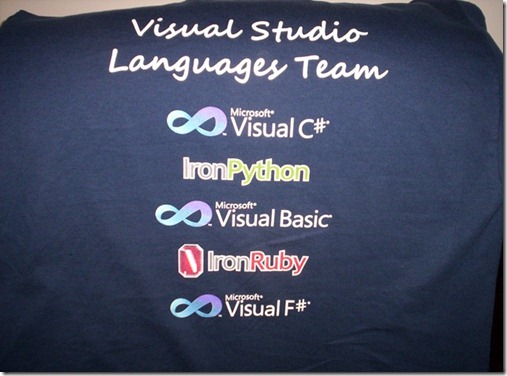 Visual Studio
Languages Team
Microsoft®
Visual C#®
IronPython
Microsoft®
Visual Basic®
IronRuby
Microsoft®
Visual F#®